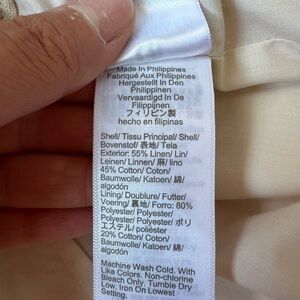 Made In Philippines
Fabriqué Aux Philippines
Hergestellt In Den
Philippinen
Vervaardigd In De
Filippijnen
フィリピン製
hecho en filipinas
Shell/ Tissu Principal/ Shell/
Bovenstof/ 表地/ Tela
Exterior: 55% Linen/ Lin/
Leinen/ Linnen/ 麻/ lino
45% Cotton/ Coton/
Baumwolle/ Katoen/ 綿/
algodón
Lining/ Doublure/ Futter/
Voering/ 裏地/ Forro: 80%
Polyester/ Polyester/
Polyester/ Polyester/ ポリ
エステル/ poliéster
20% Cotton/ Coton/
Baumwolle/ Katoen/ 綿/
algodón
Machine Wash Cold. With
Like Colors. Non-chlorine
Bleach Only. Tumble Dry
Low, Iron On Lowest
Setting.